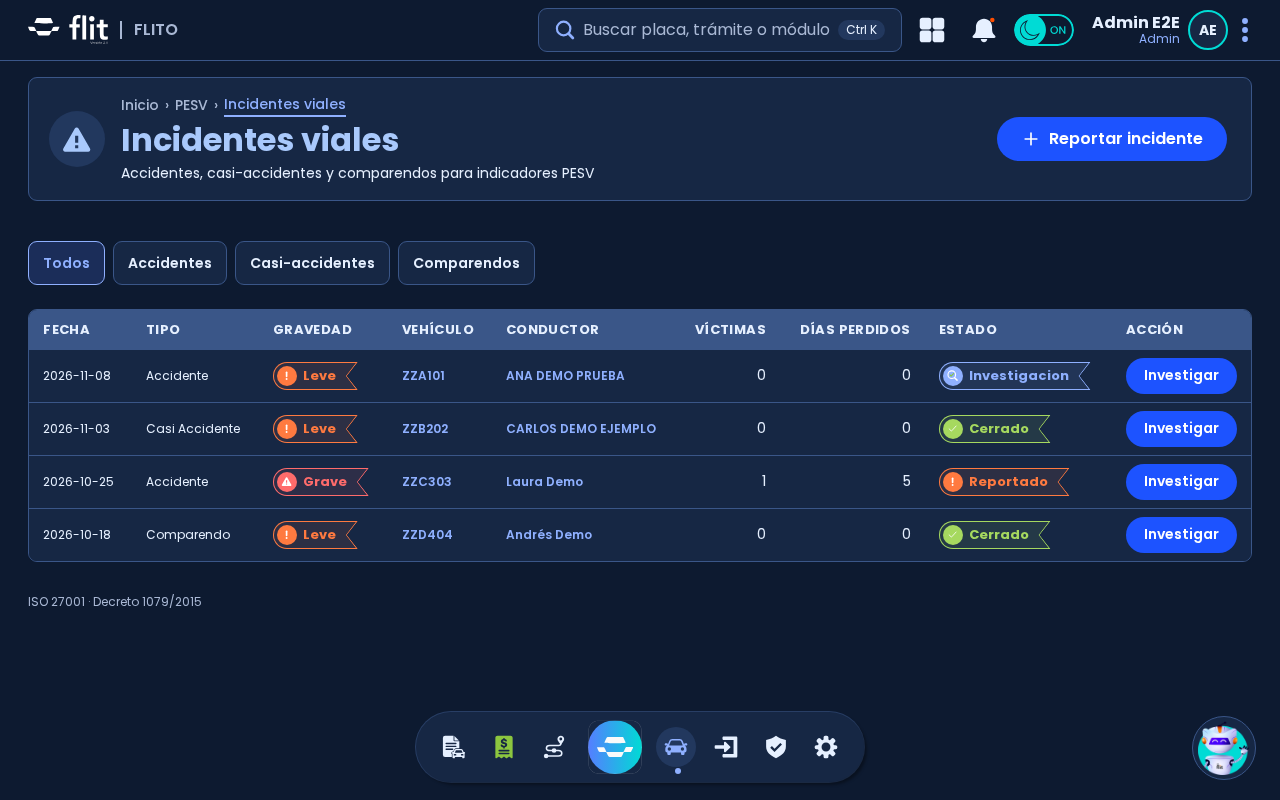 flit | FLITO
Buscar placa, trámite o módulo Ctrl K
ON
Admin E2E
Admin
AE
Inicio › PESV › Incidentes viales
Incidentes viales
Accidentes, casi-accidentes y comparendos para indicadores PESV
Reportar incidente
Todos Accidentes Casi-accidentes Comparendos
FECHA TIPO GRAVEDAD VEHÍCULO CONDUCTOR VÍCTIMAS DÍAS PERDIDOS ESTADO ACCIÓN
2026-11-08 Accidente Leve ZZA101 ANA DEMO PRUEBA 0 0 Investigacion Investigar
2026-11-03 Casi Accidente Leve ZZB202 CARLOS DEMO EJEMPLO 0 0 Cerrado Investigar
2026-10-25 Accidente Grave ZZC303 Laura Demo 1 5 Reportado Investigar
2026-10-18 Comparendo Leve ZZD404 Andrés Demo 0 0 Cerrado Investigar
ISO 27001 · Decreto 1079/2015